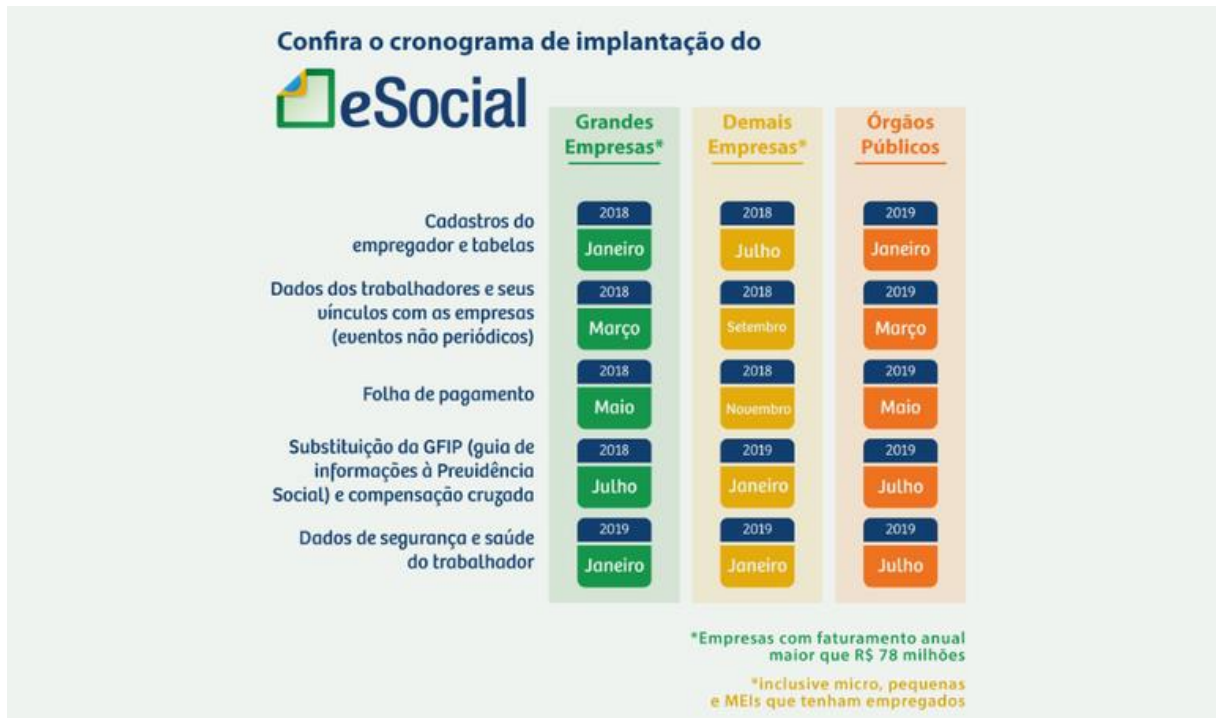 Confira o cronograma de implantação do
eSocial
Grandes
Empresas*
Demais
Empresas*
Órgãos
Públicos
Cadastros do
empregador e tabelas
2018
Janeiro
2018
Julho
2019
Janeiro
Dados dos trabalhadores e seus
vínculos com as empresas
(eventos não periódicos)
2018
Março
2018
Setembro
2019
Março
Folha de pagamento
2018
Maio
2018
Novembro
2019
Maio
Substituição da GFIP (guia de
informações à Previdência
Social) e compensação cruzada
2018
Julho
2019
Janeiro
2019
Julho
Dados de segurança e saúde
do trabalhador
2019
Janeiro
2019
Janeiro
2019
Julho
*Empresas com faturamento anual
maior que R$ 78 milhões
*inclusive micro, pequenas
e MEIs que tenham empregados